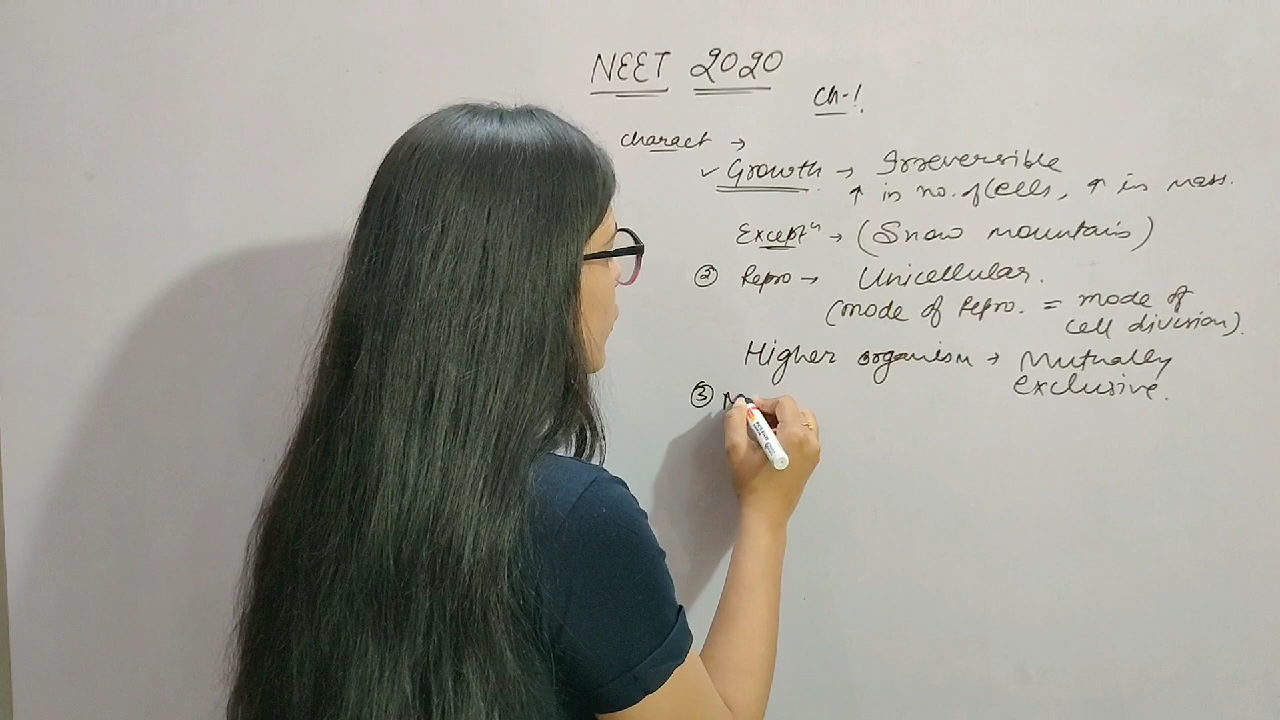 NEET 2020
Ch-1.
charact →
✓ Growth → Irreversible
↑ in no. of cells, ↑ in mass.
Exceptⁿ → (Snow mountains)
② Repro → Unicellular.
(mode of Repro. = mode of
cell division).
Higher organism → Mutually
exclusive.
③